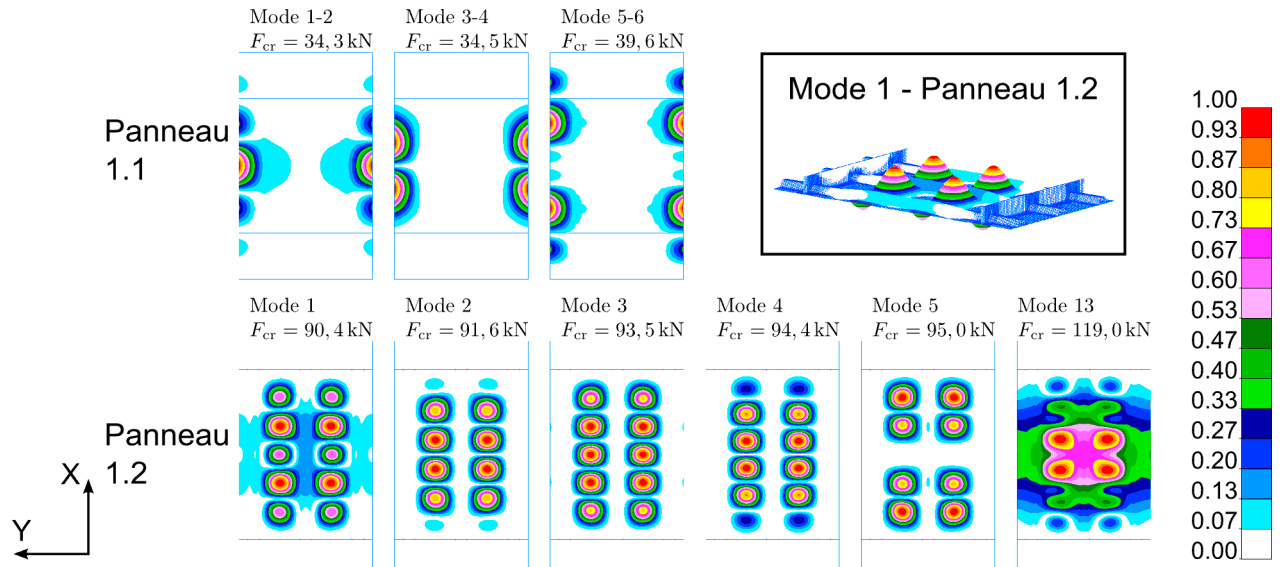 Mode 1-2
F_cr = 34, 3 kN
Mode 3-4
F_cr = 34, 5 kN
Mode 5-6
F_cr = 39, 6 kN
Panneau
1.1
Mode 1 - Panneau 1.2
Mode 1
F_cr = 90, 4 kN
Mode 2
F_cr = 91, 6 kN
Mode 3
F_cr = 93, 5 kN
Mode 4
F_cr = 94, 4 kN
Mode 5
F_cr = 95, 0 kN
Mode 13
F_cr = 119, 0 kN
Panneau
1.2
X
Y
1.00
0.93
0.87
0.80
0.73
0.67
0.60
0.53
0.47
0.40
0.33
0.27
0.20
0.13
0.07
0.00